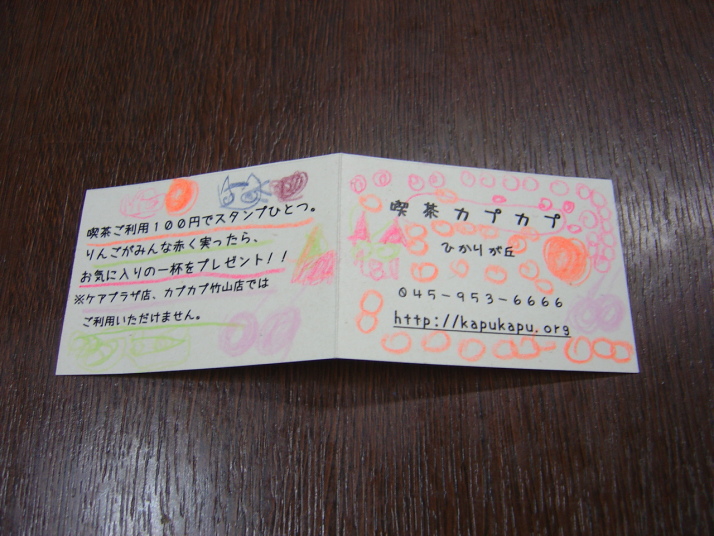 喫茶ご利用１００円でスタンプひとつ。
りんごがみんな赤く実ったら、
お気に入りの一杯をプレゼント！！
※ケアプラザ店、カプカプ竹山店では
ご利用いただけません。
喫茶カプカプ
ひかりが丘
０４５－９５３－６６６６
http://kapukapu.org